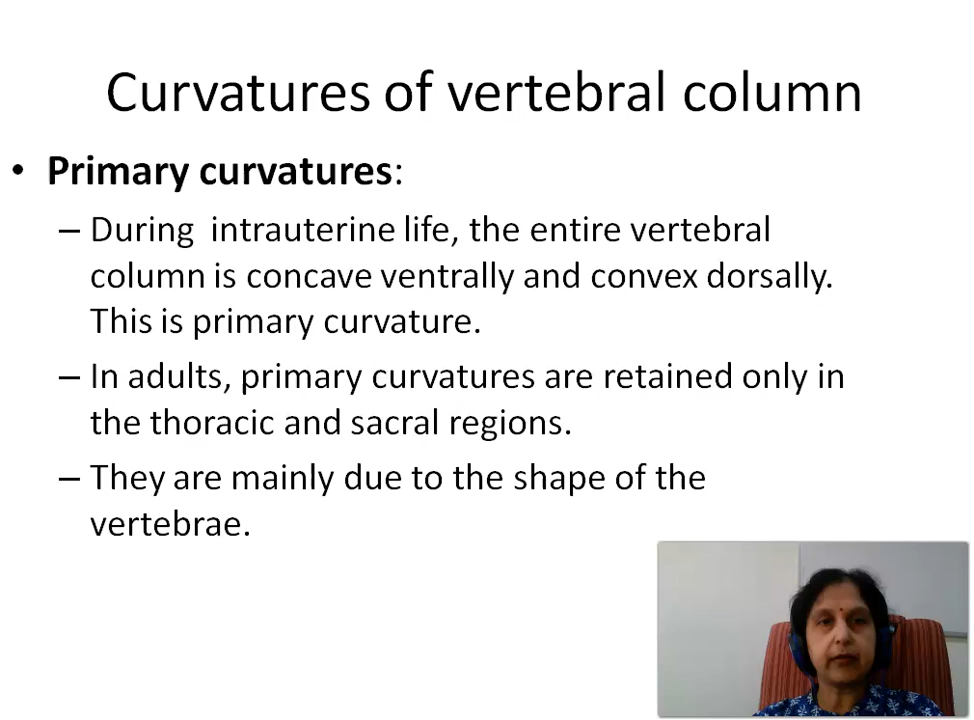 Curvatures of vertebral column
• Primary curvatures:
– During intrauterine life, the entire vertebral
column is concave ventrally and convex dorsally.
This is primary curvature.
– In adults, primary curvatures are retained only in
the thoracic and sacral regions.
– They are mainly due to the shape of the
vertebrae.